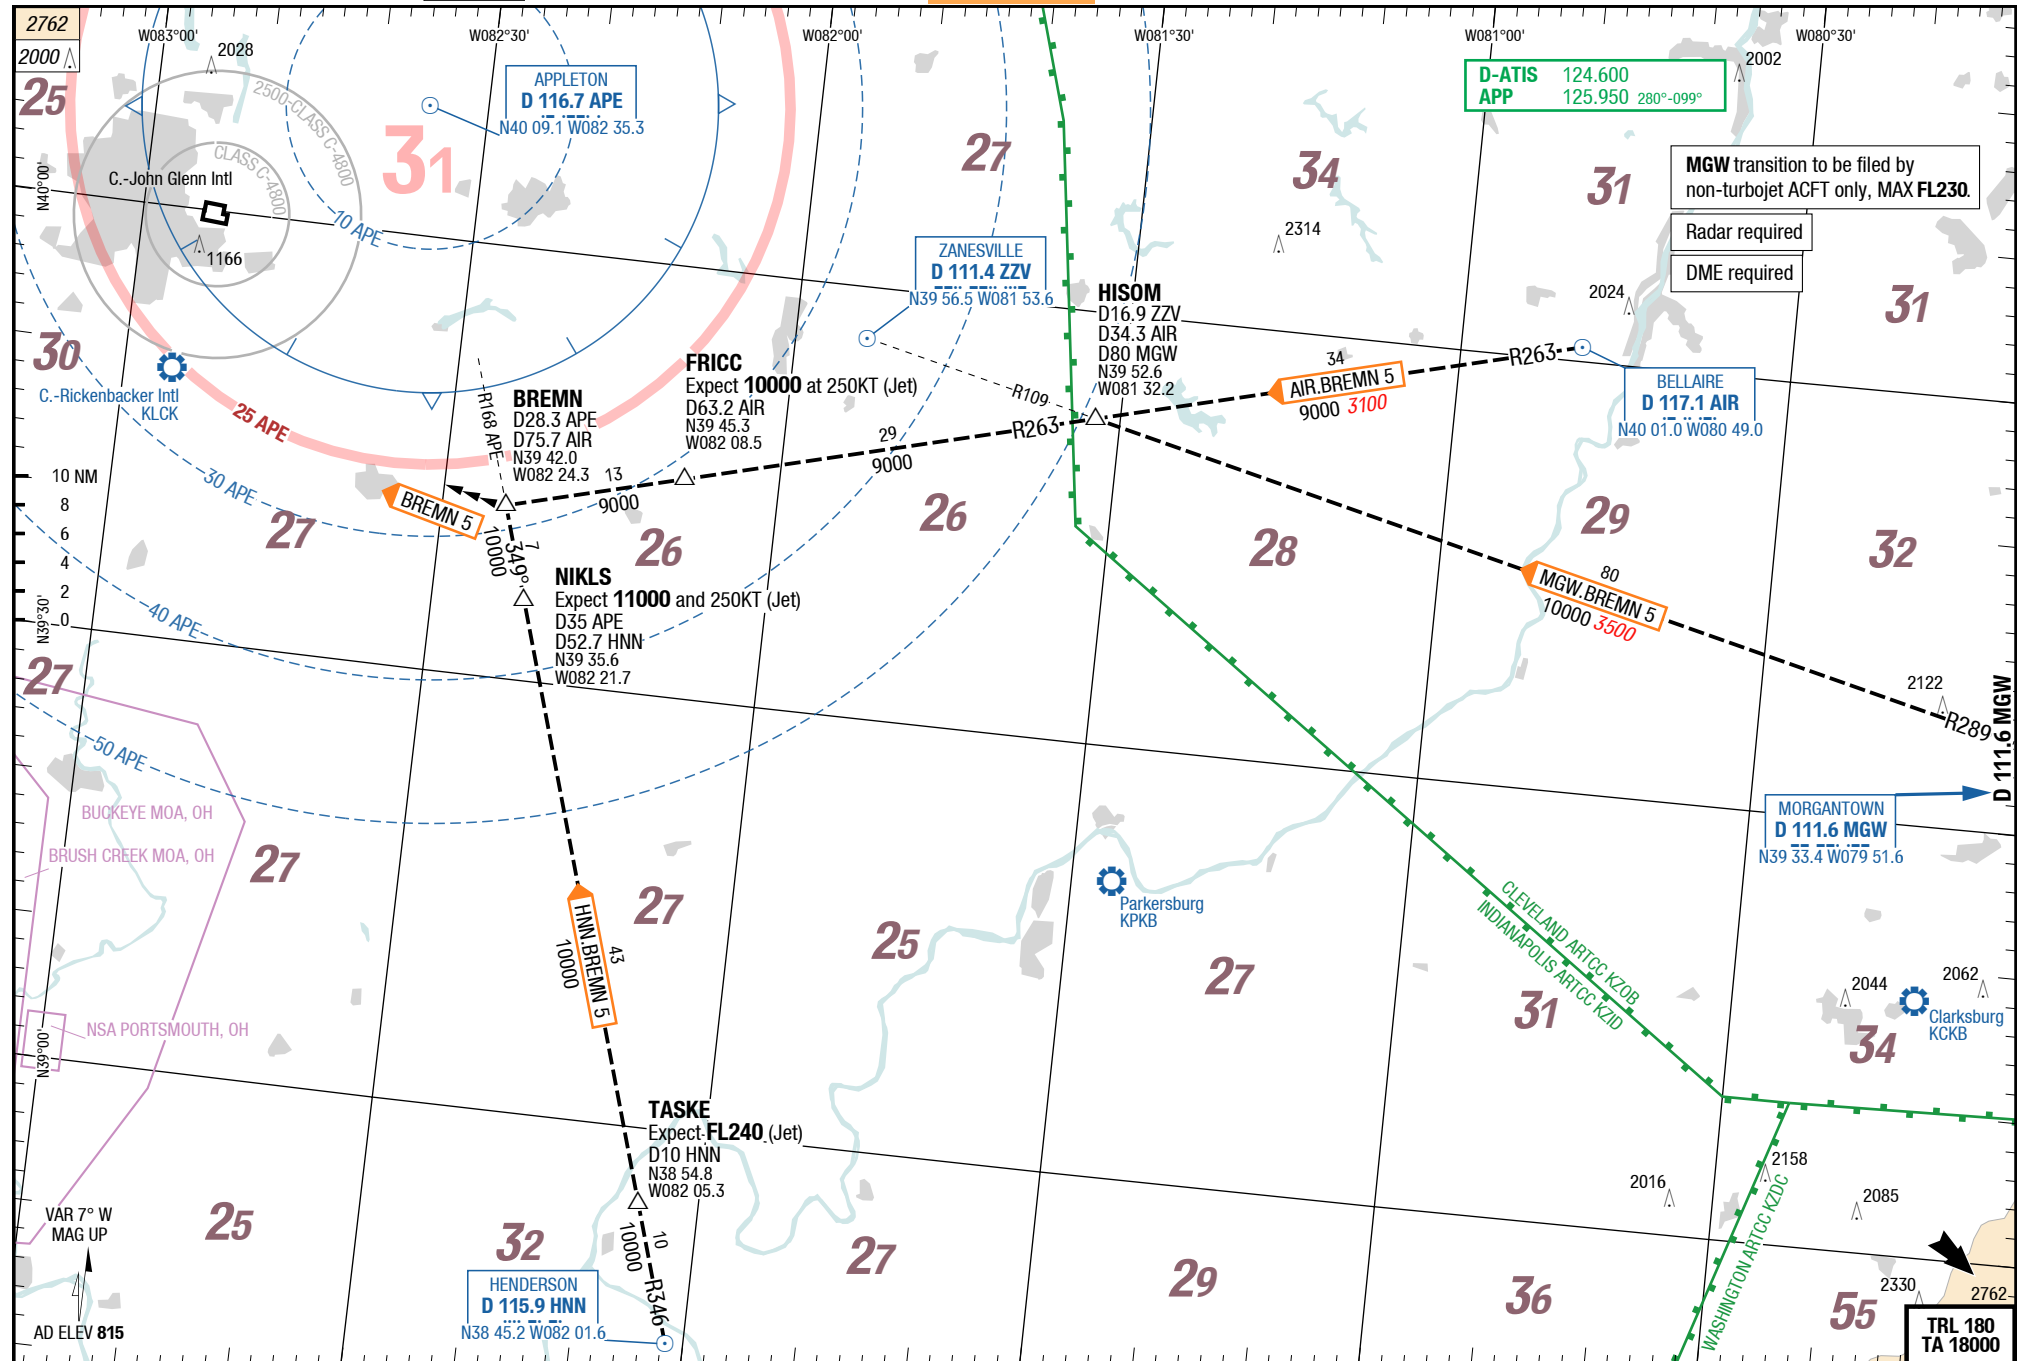 2762
2000
W083°00'
W082°30'
W082°00'
W081°30'
W081°00'
W080°30'
2028
2002
25
APPLETON
D 116.7 APE
N40 09.1 W082 35.3
D-ATIS 124.600
APP 125.950 280°-099°
2500-CLASS C-4800
CLASS C-4800
31
27
34
31
MGW transition to be filed by
non-turbojet ACFT only, MAX FL230.
Radar required
DME required
C.-John Glenn Intl
N40°00'
1166
10 APE
2314
2024
31
ZANESVILLE
D 111.4 ZZV
N39 56.5 W081 53.6
HISOM
D16.9 ZZV
D34.3 AIR
D80 MGW
N39 52.6
W081 32.2
30
C.-Rickenbacker Intl
KLCK
25 APE
R168 APE
BREMN
D28.3 APE
D75.7 AIR
N39 42.0
W082 24.3
FRICC
Expect 10000 at 250KT (Jet)
D63.2 AIR
N39 45.3
W082 08.5
R109
R263
29
9000
34
AIR.BREMN 5
9000 3100
R263
BELLAIRE
D 117.1 AIR
N40 01.0 W080 49.0
13
9000
10 NM
8
6
4
2
0
30 APE
BREMN 5
27
26
26
28
29
32
7
349°
10000
NIKLS
Expect 11000 and 250KT (Jet)
D35 APE
D52.7 HNN
N39 35.6
W082 21.7
80
MGW.BREMN 5
10000 3500
N39°30'
40 APE
27
2122
R289
D 111.6 MGW
50 APE
BUCKEYE MOA, OH
BRUSH CREEK MOA, OH
27
MORGANTOWN
D 111.6 MGW
N39 33.4 W079 51.6
27
25
Parkersburg
KPKB
27
CLEVELAND ARTCC KZOB
INDIANAPOLIS ARTCC KZID
31
43
HNN.BREMN 5
10000
2044
2062
Clarksburg
KCKB
34
NSA PORTSMOUTH, OH
N39°00'
TASKE
Expect FL240 (Jet)
D10 HNN
N38 54.8
W082 05.3
2158
2016
2085
WASHINGTON ARTCC KZDC
VAR 7° W
MAG UP
25
32
10
10000
R346
27
29
36
55
2330
2762
HENDERSON
D 115.9 HNN
N38 45.2 W082 01.6
AD ELEV 815
TRL 180
TA 18000